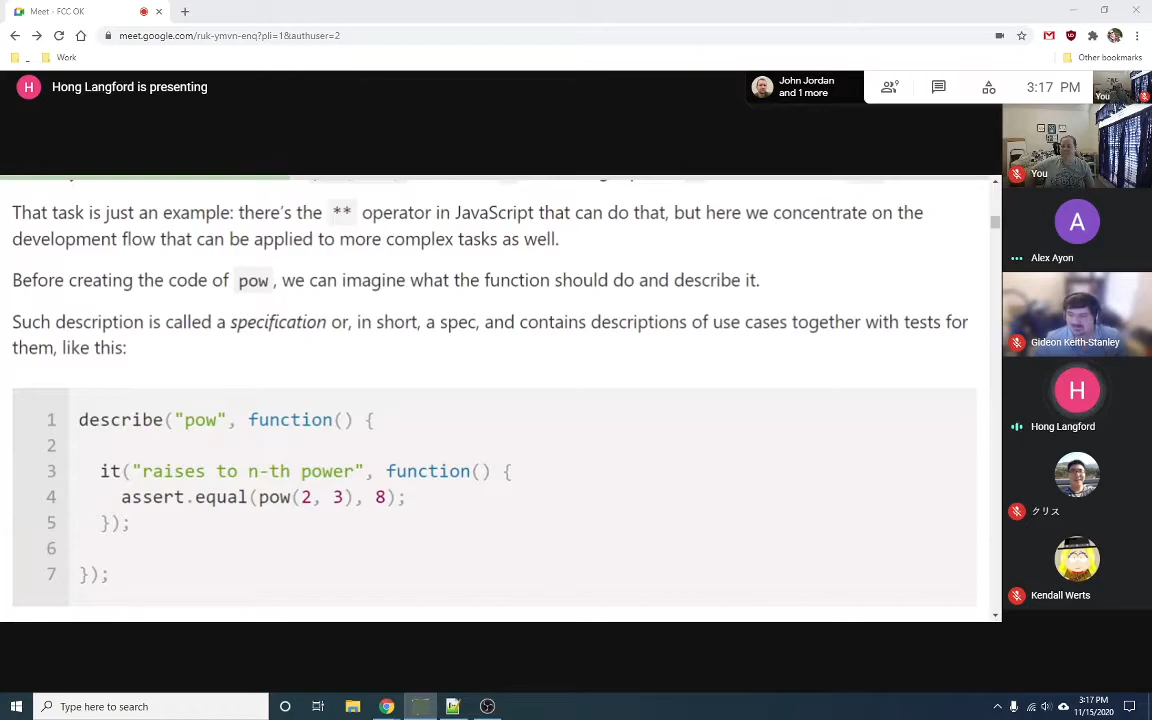 Meet - FCC OK
meet.google.com/ruk-ymvn-enq?pli=1&authuser=2
_
Work
Other bookmarks
H
Hong Langford is presenting
John Jordan
and 1 more
3:17 PM
You
You
That task is just an example: there's the ** operator in JavaScript that can do that, but here we concentrate on the
development flow that can be applied to more complex tasks as well.
Before creating the code of pow, we can imagine what the function should do and describe it.
Such description is called a specification or, in short, a spec, and contains descriptions of use cases together with tests for
them, like this:
1 describe("pow", function() {
2
3 it("raises to n-th power", function() {
4 assert.equal(pow(2, 3), 8);
5 });
6
7 });
A
Alex Ayon
Gideon Keith-Stanley
H
Hong Langford
クリス
Kendall Werts
Type here to search
3:17 PM
11/15/2020